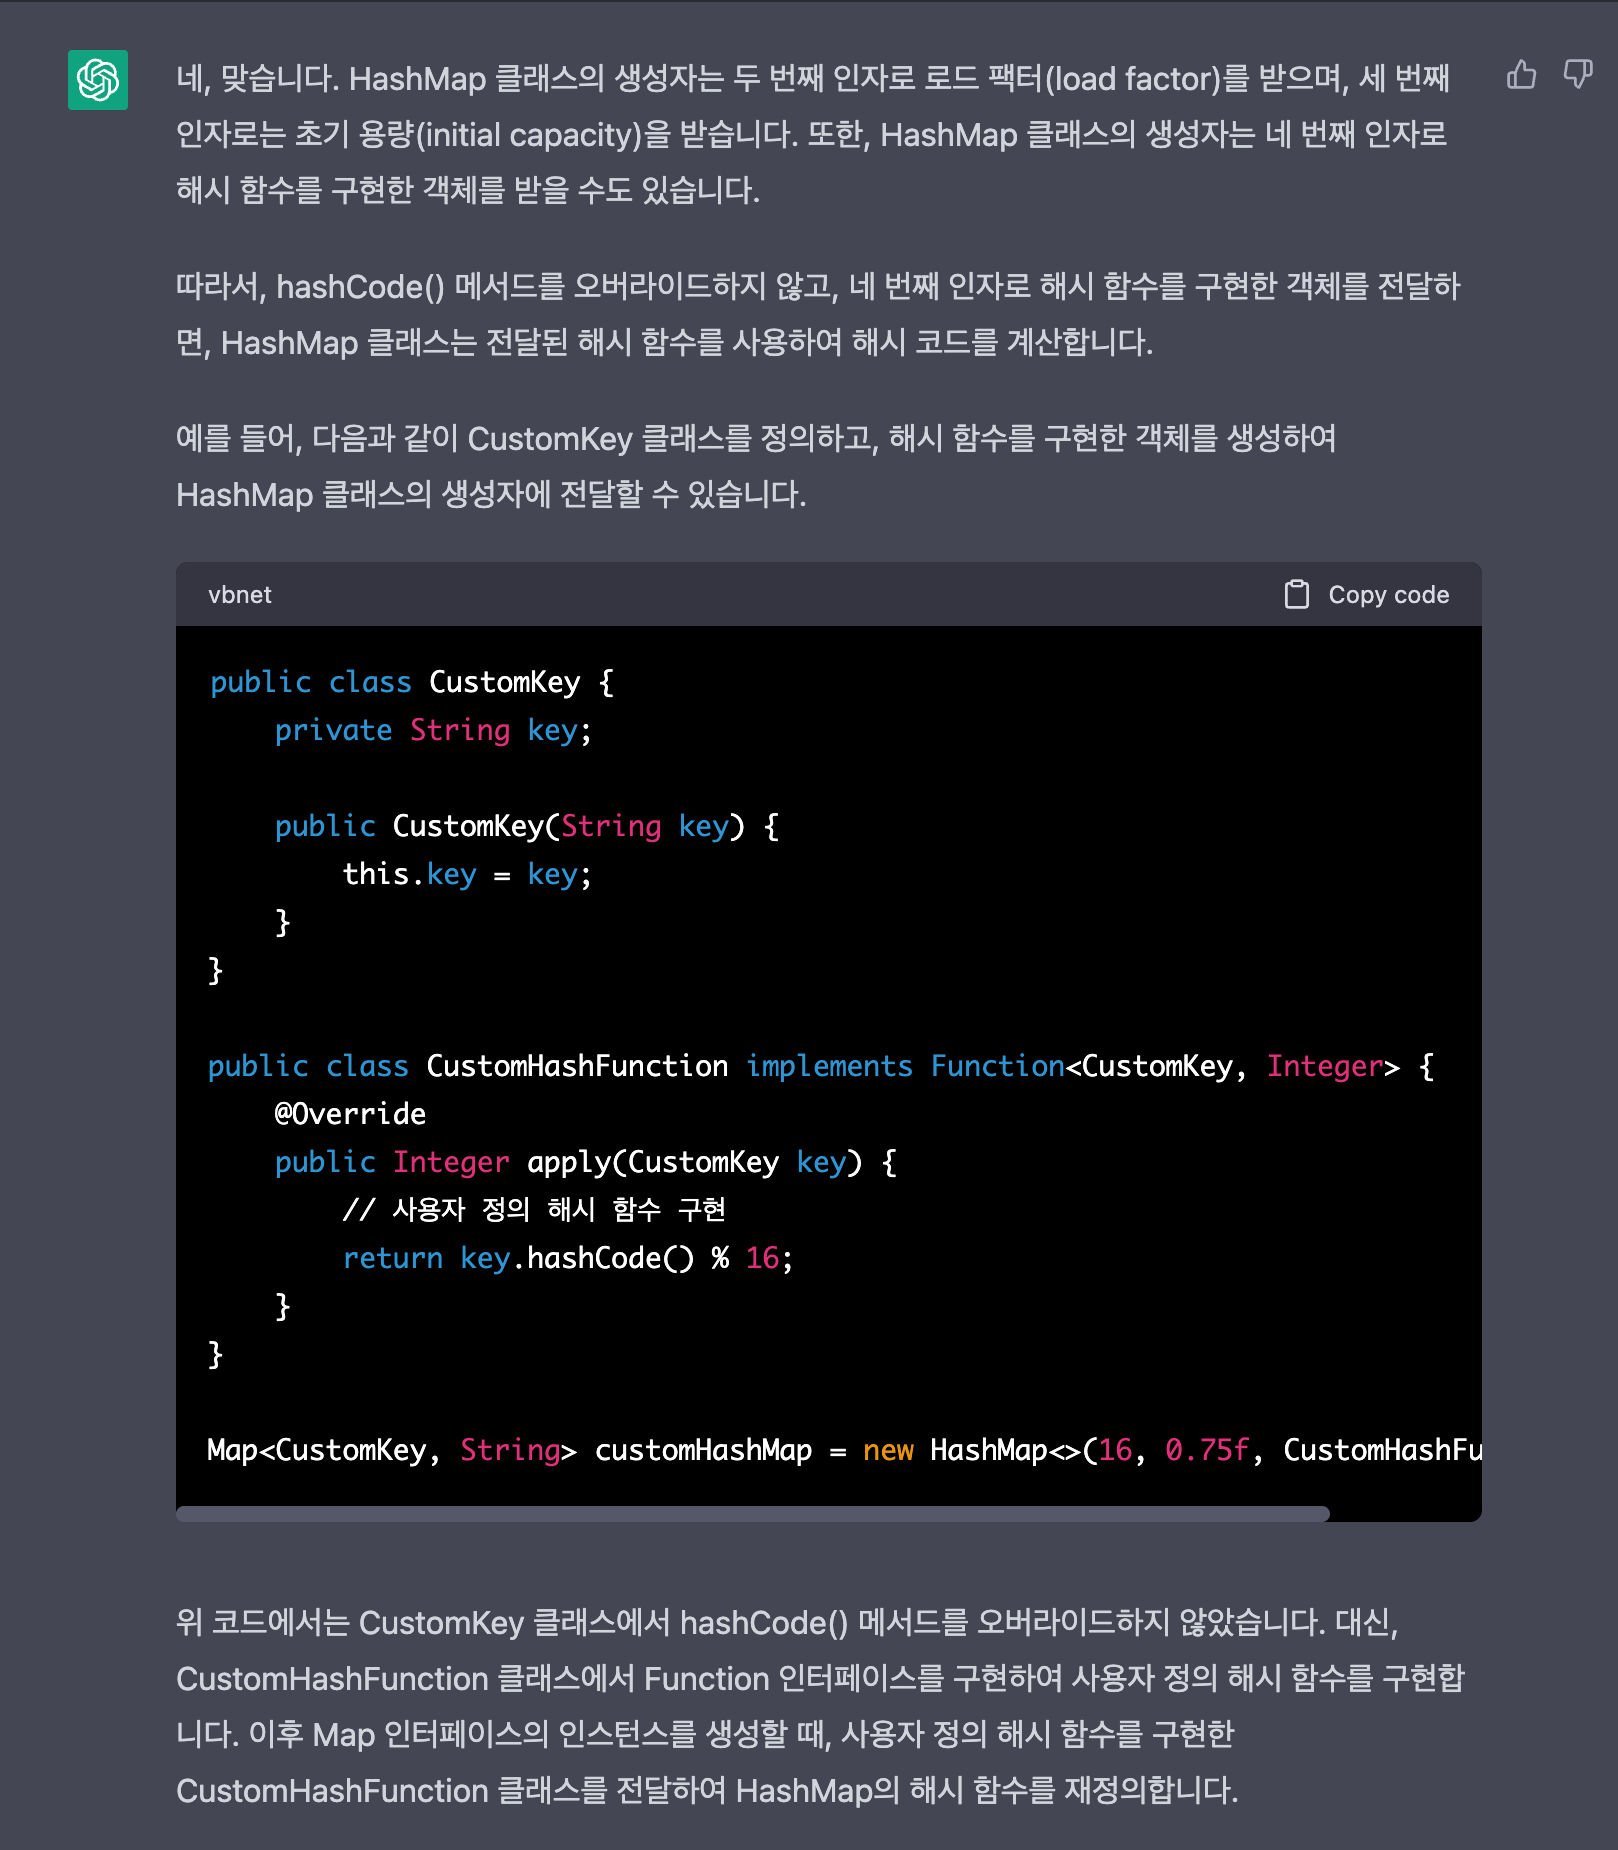 네, 맞습니다. HashMap 클래스의 생성자는 두 번째 인자로 로드 팩터(load factor)를 받으며, 세 번째
인자로는 초기 용량(initial capacity)을 받습니다. 또한, HashMap 클래스의 생성자는 네 번째 인자로
해시 함수를 구현한 객체를 받을 수도 있습니다.
따라서, hashCode() 메서드를 오버라이드하지 않고, 네 번째 인자로 해시 함수를 구현한 객체를 전달하
면, HashMap 클래스는 전달된 해시 함수를 사용하여 해시 코드를 계산합니다.
예를 들어, 다음과 같이 CustomKey 클래스를 정의하고, 해시 함수를 구현한 객체를 생성하여
HashMap 클래스의 생성자에 전달할 수 있습니다.
vbnet Copy code
public class CustomKey {
    private String key;
    public CustomKey(String key) {
        this.key = key;
    }
}
public class CustomHashFunction implements Function<CustomKey, Integer> {
    @Override
    public Integer apply(CustomKey key) {
        // 사용자 정의 해시 함수 구현
        return key.hashCode() % 16;
    }
}
Map<CustomKey, String> customHashMap = new HashMap<>(16, 0.75f, CustomHashFu
위 코드에서는 CustomKey 클래스에서 hashCode() 메서드를 오버라이드하지 않았습니다. 대신,
CustomHashFunction 클래스에서 Function 인터페이스를 구현하여 사용자 정의 해시 함수를 구현합
니다. 이후 Map 인터페이스의 인스턴스를 생성할 때, 사용자 정의 해시 함수를 구현한
CustomHashFunction 클래스를 전달하여 HashMap의 해시 함수를 재정의합니다.